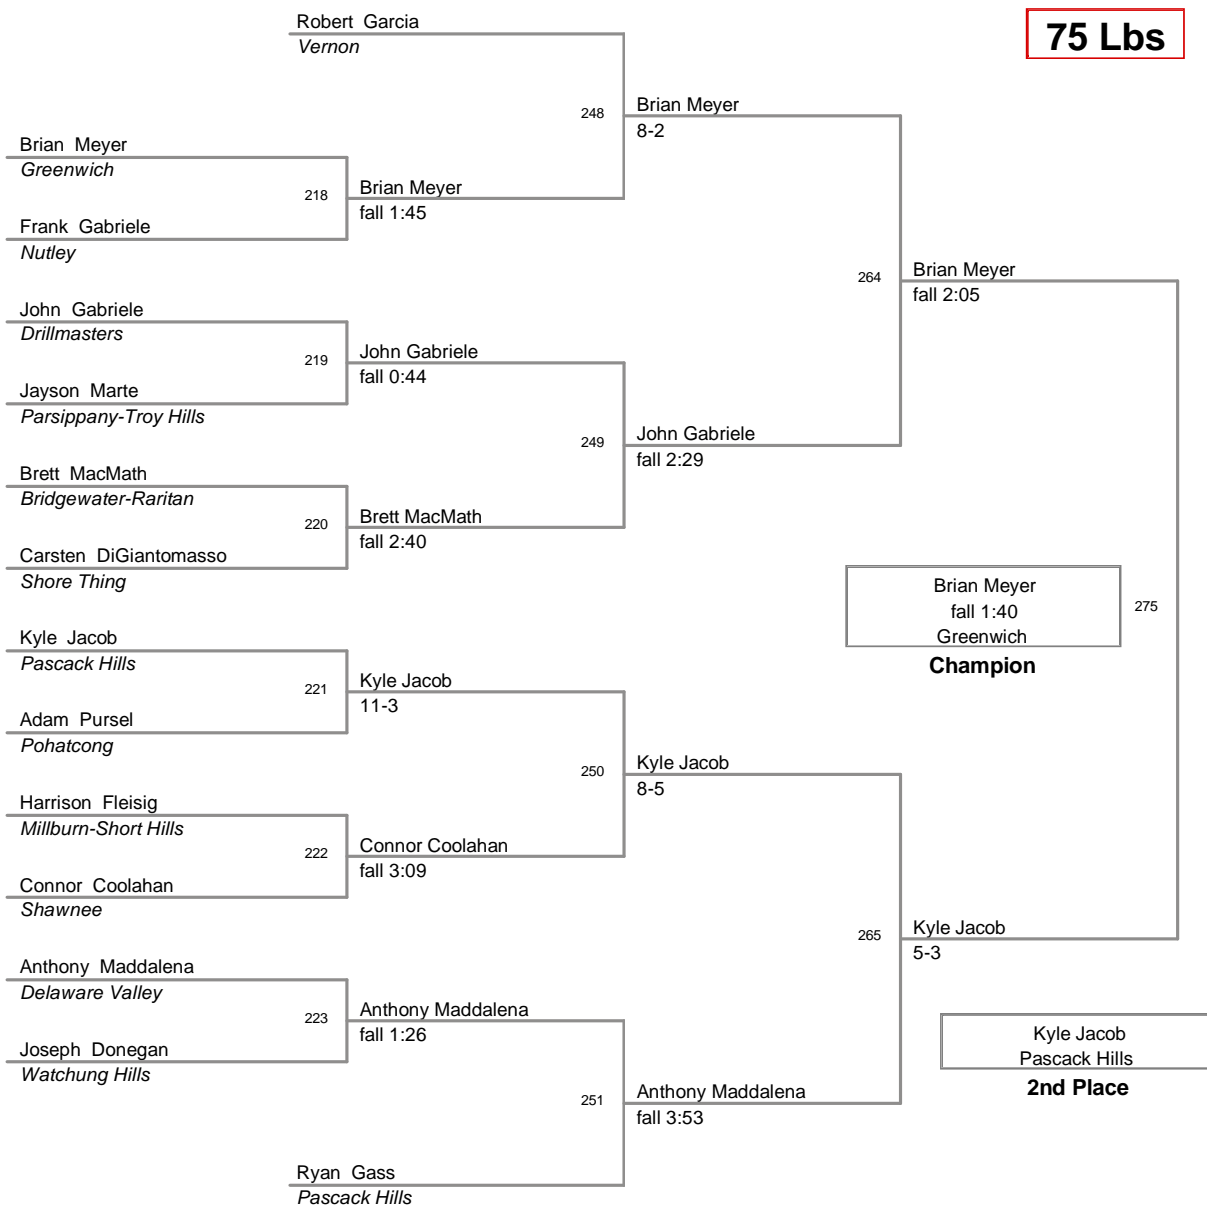 Robert Garcia
Vernon
75 Lbs
248
Brian Meyer
8-2
Brian Meyer
Greenwich
218
Brian Meyer
fall 1:45
Frank Gabriele
Nutley
264
Brian Meyer
fall 2:05
John Gabriele
Drillmasters
219
John Gabriele
fall 0:44
Jayson Marte
Parsippany-Troy Hills
249
John Gabriele
fall 2:29
Brett MacMath
Bridgewater-Raritan
220
Brett MacMath
fall 2:40
Carsten DiGiantomasso
Shore Thing
Brian Meyer
fall 1:40
Greenwich
275
Champion
Kyle Jacob
Pascack Hills
221
Kyle Jacob
11-3
Adam Pursel
Pohatcong
250
Kyle Jacob
8-5
Harrison Fleisig
Millburn-Short Hills
222
Connor Coolahan
fall 3:09
Connor Coolahan
Shawnee
265
Kyle Jacob
5-3
Anthony Maddalena
Delaware Valley
223
Anthony Maddalena
fall 1:26
Joseph Donegan
Watchung Hills
Kyle Jacob
Pascack Hills
2nd Place
251
Anthony Maddalena
fall 3:53
Ryan Gass
Pascack Hills